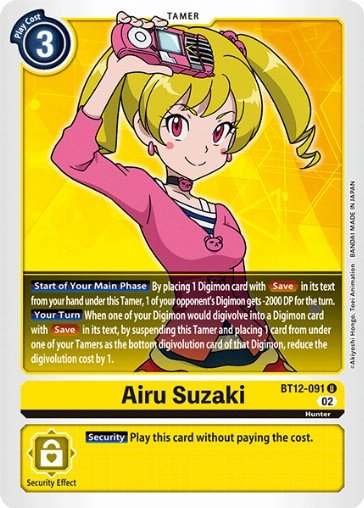 Play Cost
3
TAMER
Start of Your Main Phase By placing 1 Digimon card with Save in its text
from your hand under this Tamer, 1 of your opponent's Digimon gets -2000 DP for the turn.
Your Turn When one of your Digimon would digivolve into a Digimon card
with Save in its text, by suspending this Tamer and placing 1 card from under
one of your Tamers as the bottom digivolution card of that Digimon, reduce the
digivolution cost by 1.
©Akiyoshi Hongo, Toei Animation BANDAI MADE IN JAPAN
Airu Suzaki
BT12-091 U
02
Hunter
Security Play this card without paying the cost.
Security Effect